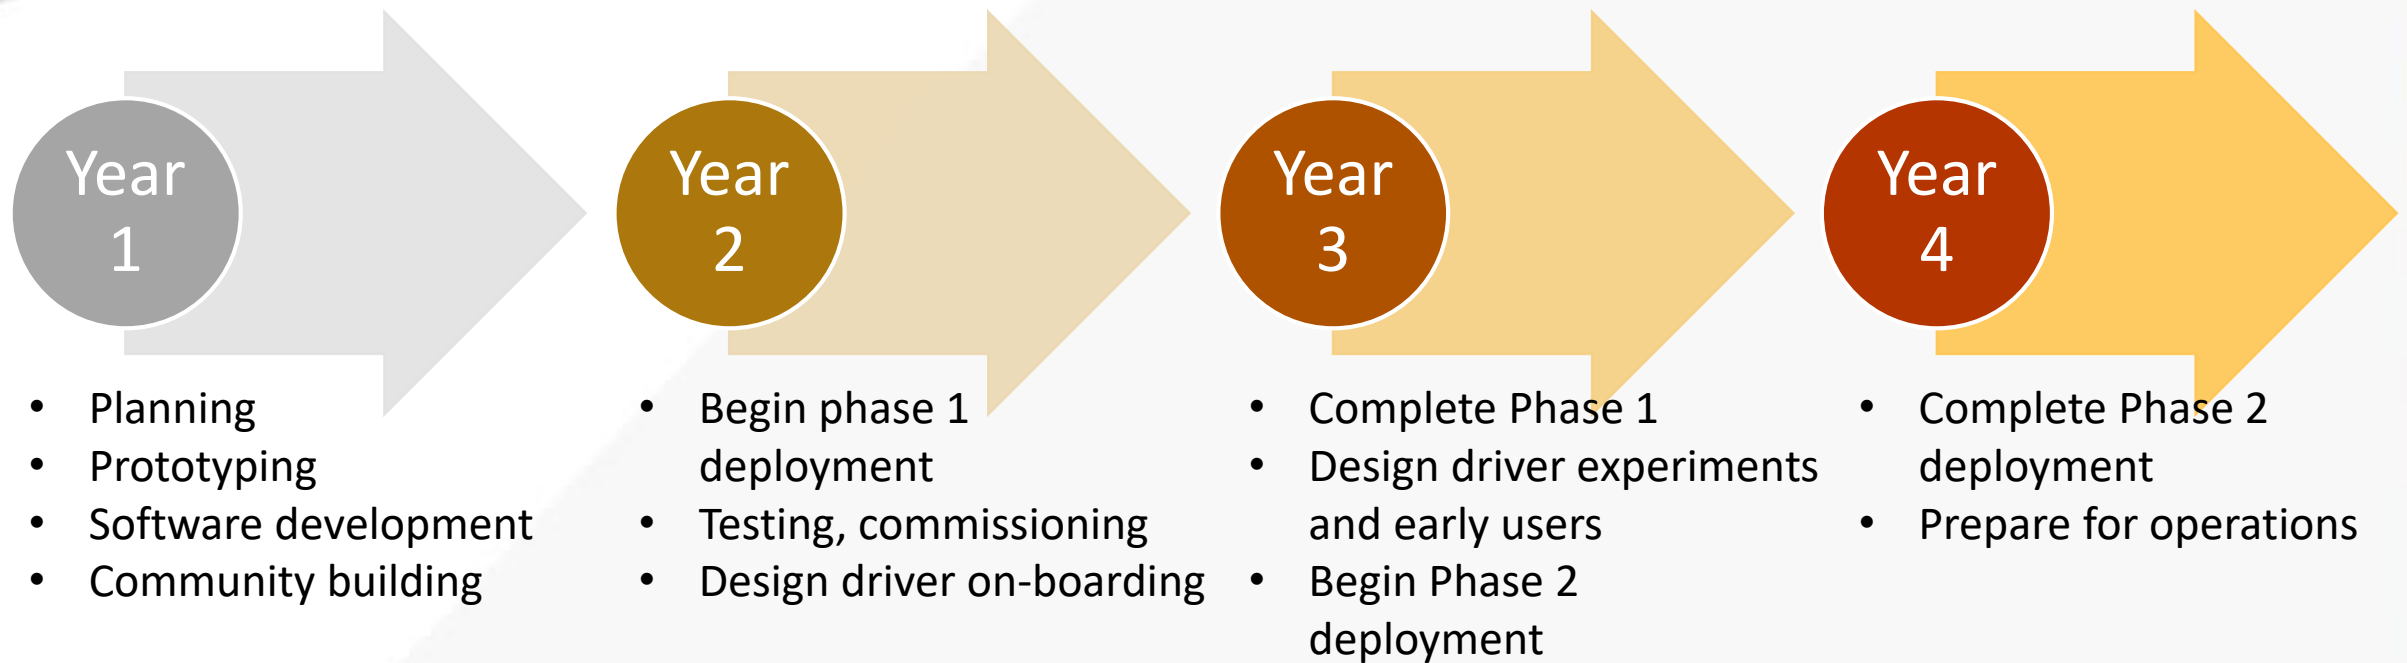 Year
1
• Planning
• Prototyping
• Software development
• Community building
Year
2
• Begin phase 1
deployment
• Testing, commissioning
• Design driver on-boarding
Year
3
• Complete Phase 1
• Design driver experiments
and early users
• Begin Phase 2
deployment
Year
4
• Complete Phase 2
deployment
• Prepare for operations